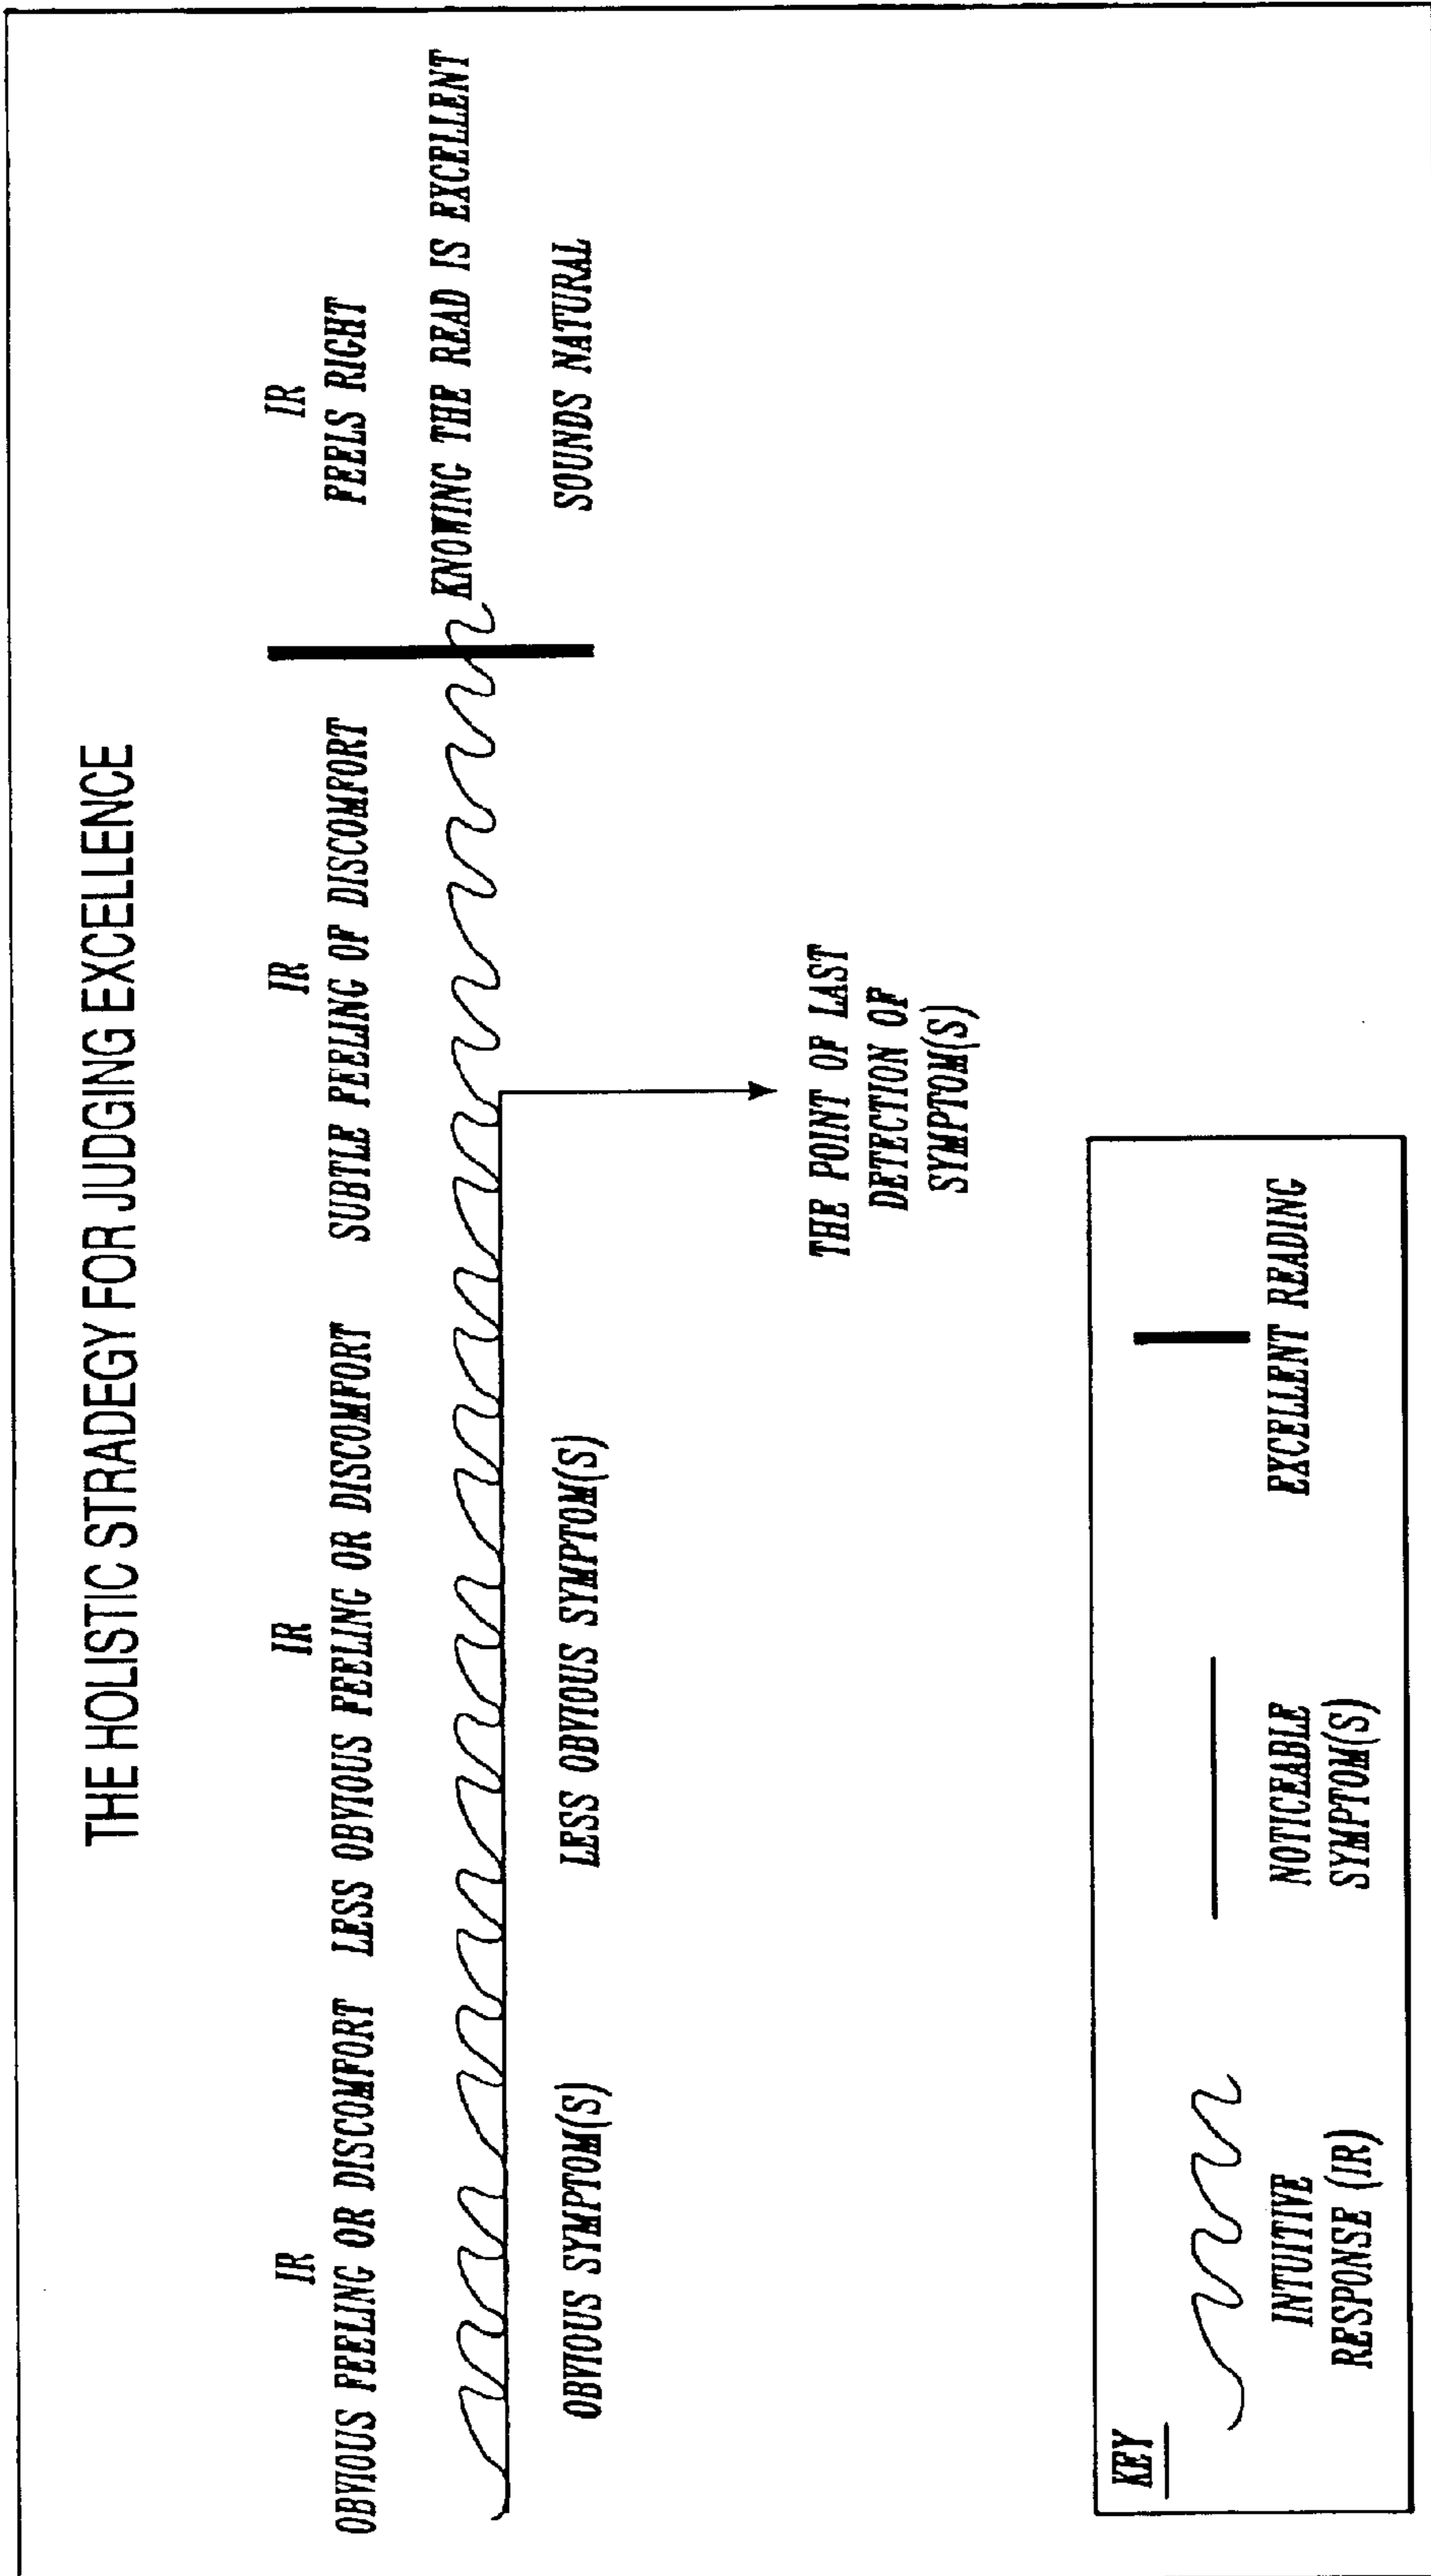 THE HOLISTIC STRADEGY FOR JUDGING EXCELLENCE
IR
OBVIOUS FEELING OR DISCOMFORT
IR
LESS OBVIOUS FEELING OR DISCOMFORT
IR
SUBTLE FEELING OF DISCOMFORT
IR
FEELS RIGHT
KNOWING THE READ IS EXCELLENT
SOUNDS NATURAL
OBVIOUS SYMPTOM(S)
LESS OBVIOUS SYMPTOM(S)
THE POINT OF LAST
DETECTION OF
SYMPTOM(S)
KEY
INTUITIVE
RESPONSE (IR)
NOTICEABLE
SYMPTOM(S)
EXCELLENT READING